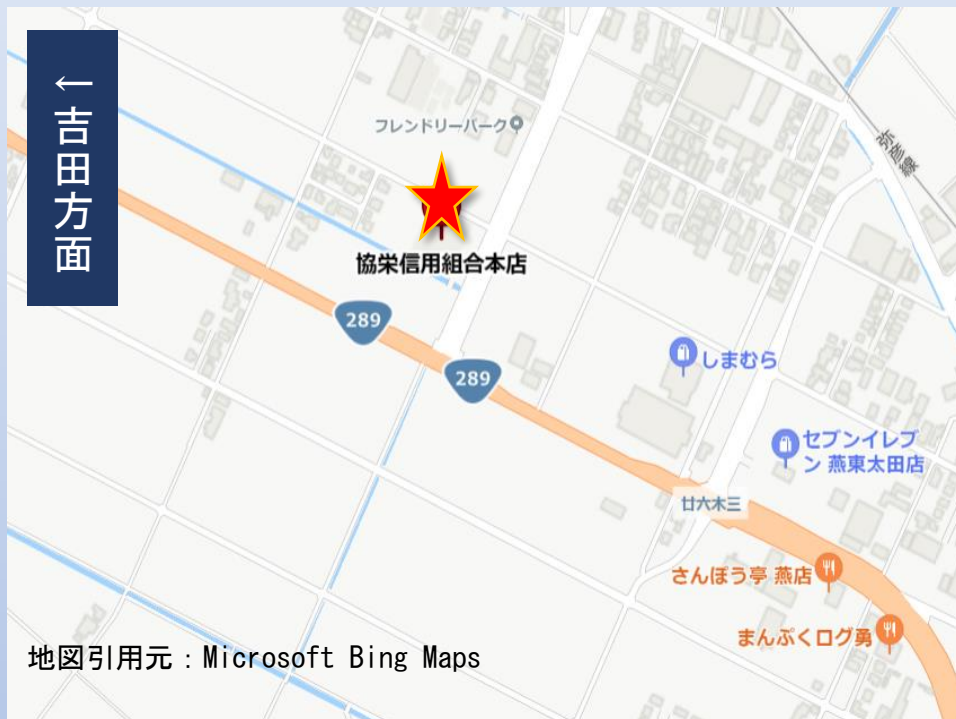 ←吉田方面
フレンドリーパーク
弥彦線
協栄信用組合本店
289
289
しまむら
セブンイレブ
ン 燕東太田店
廿六木三
さんぽう亭 燕店
まんぷくログ勇
地図引用元：Microsoft Bing Maps